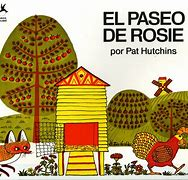 EL PASEO
DE ROSIE
por Pat Hutchins